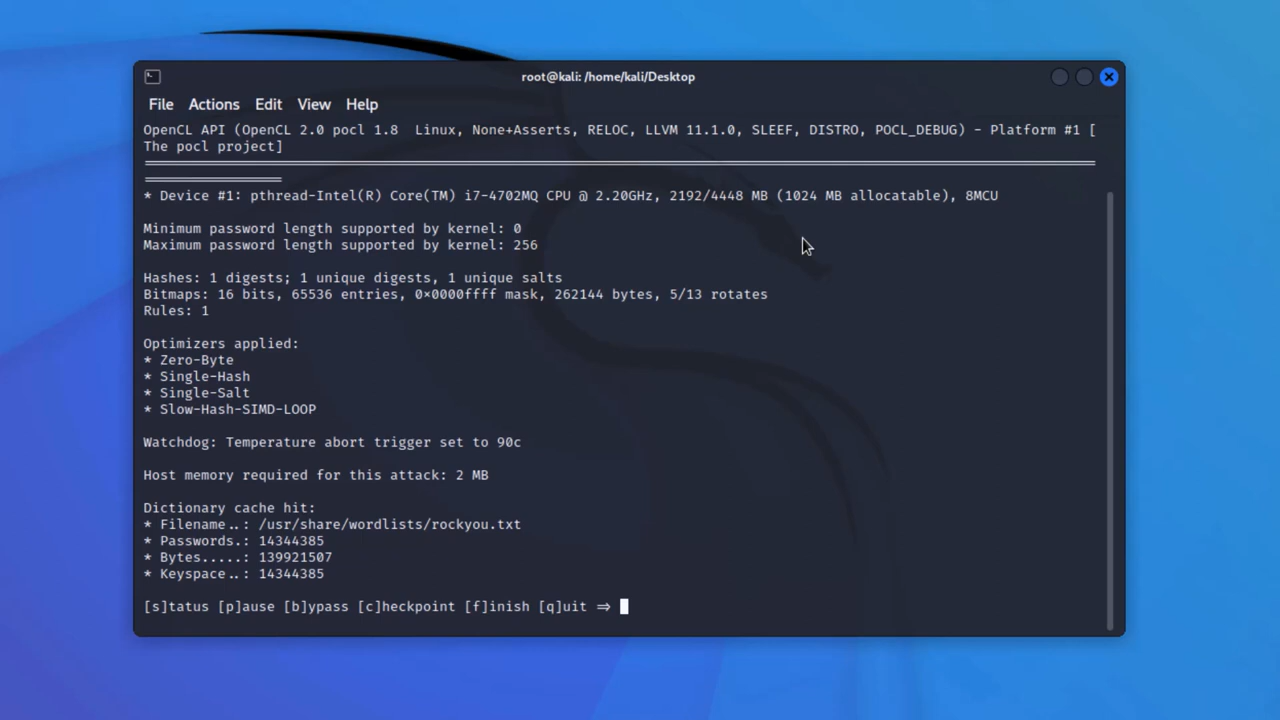 root@kali: /home/kali/Desktop
File Actions Edit View Help
OpenCL API (OpenCL 2.0 pocl 1.8  Linux, None+Asserts, RELOC, LLVM 11.1.0, SLEEF, DISTRO, POCL_DEBUG) - Platform #1 [
The pocl project]
====================================================================================================================
=================
* Device #1: pthread-Intel(R) Core(TM) i7-4702MQ CPU @ 2.20GHz, 2192/4448 MB (1024 MB allocatable), 8MCU
Minimum password length supported by kernel: 0
Maximum password length supported by kernel: 256
Hashes: 1 digests; 1 unique digests, 1 unique salts
Bitmaps: 16 bits, 65536 entries, 0×0000ffff mask, 262144 bytes, 5/13 rotates
Rules: 1
Optimizers applied:
* Zero-Byte
* Single-Hash
* Single-Salt
* Slow-Hash-SIMD-LOOP
Watchdog: Temperature abort trigger set to 90c
Host memory required for this attack: 2 MB
Dictionary cache hit:
* Filename..: /usr/share/wordlists/rockyou.txt
* Passwords.: 14344385
* Bytes.....: 139921507
* Keyspace..: 14344385
[s]tatus [p]ause [b]ypass [c]heckpoint [f]inish [q]uit ⇒